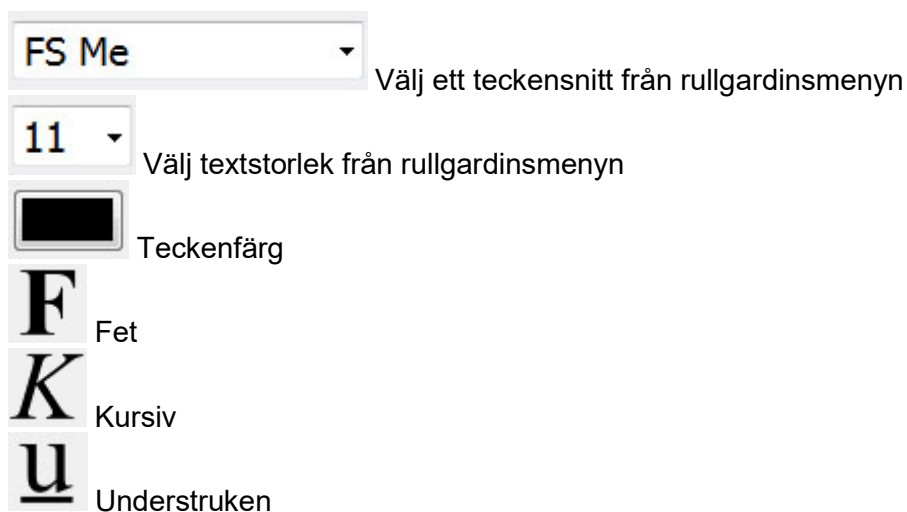 FS Me Välj ett teckensnitt från rullgardinsmenyn
11 Välj textstorlek från rullgardinsmenyn
Teckenfärg
F Fet
K Kursiv
u Understruken